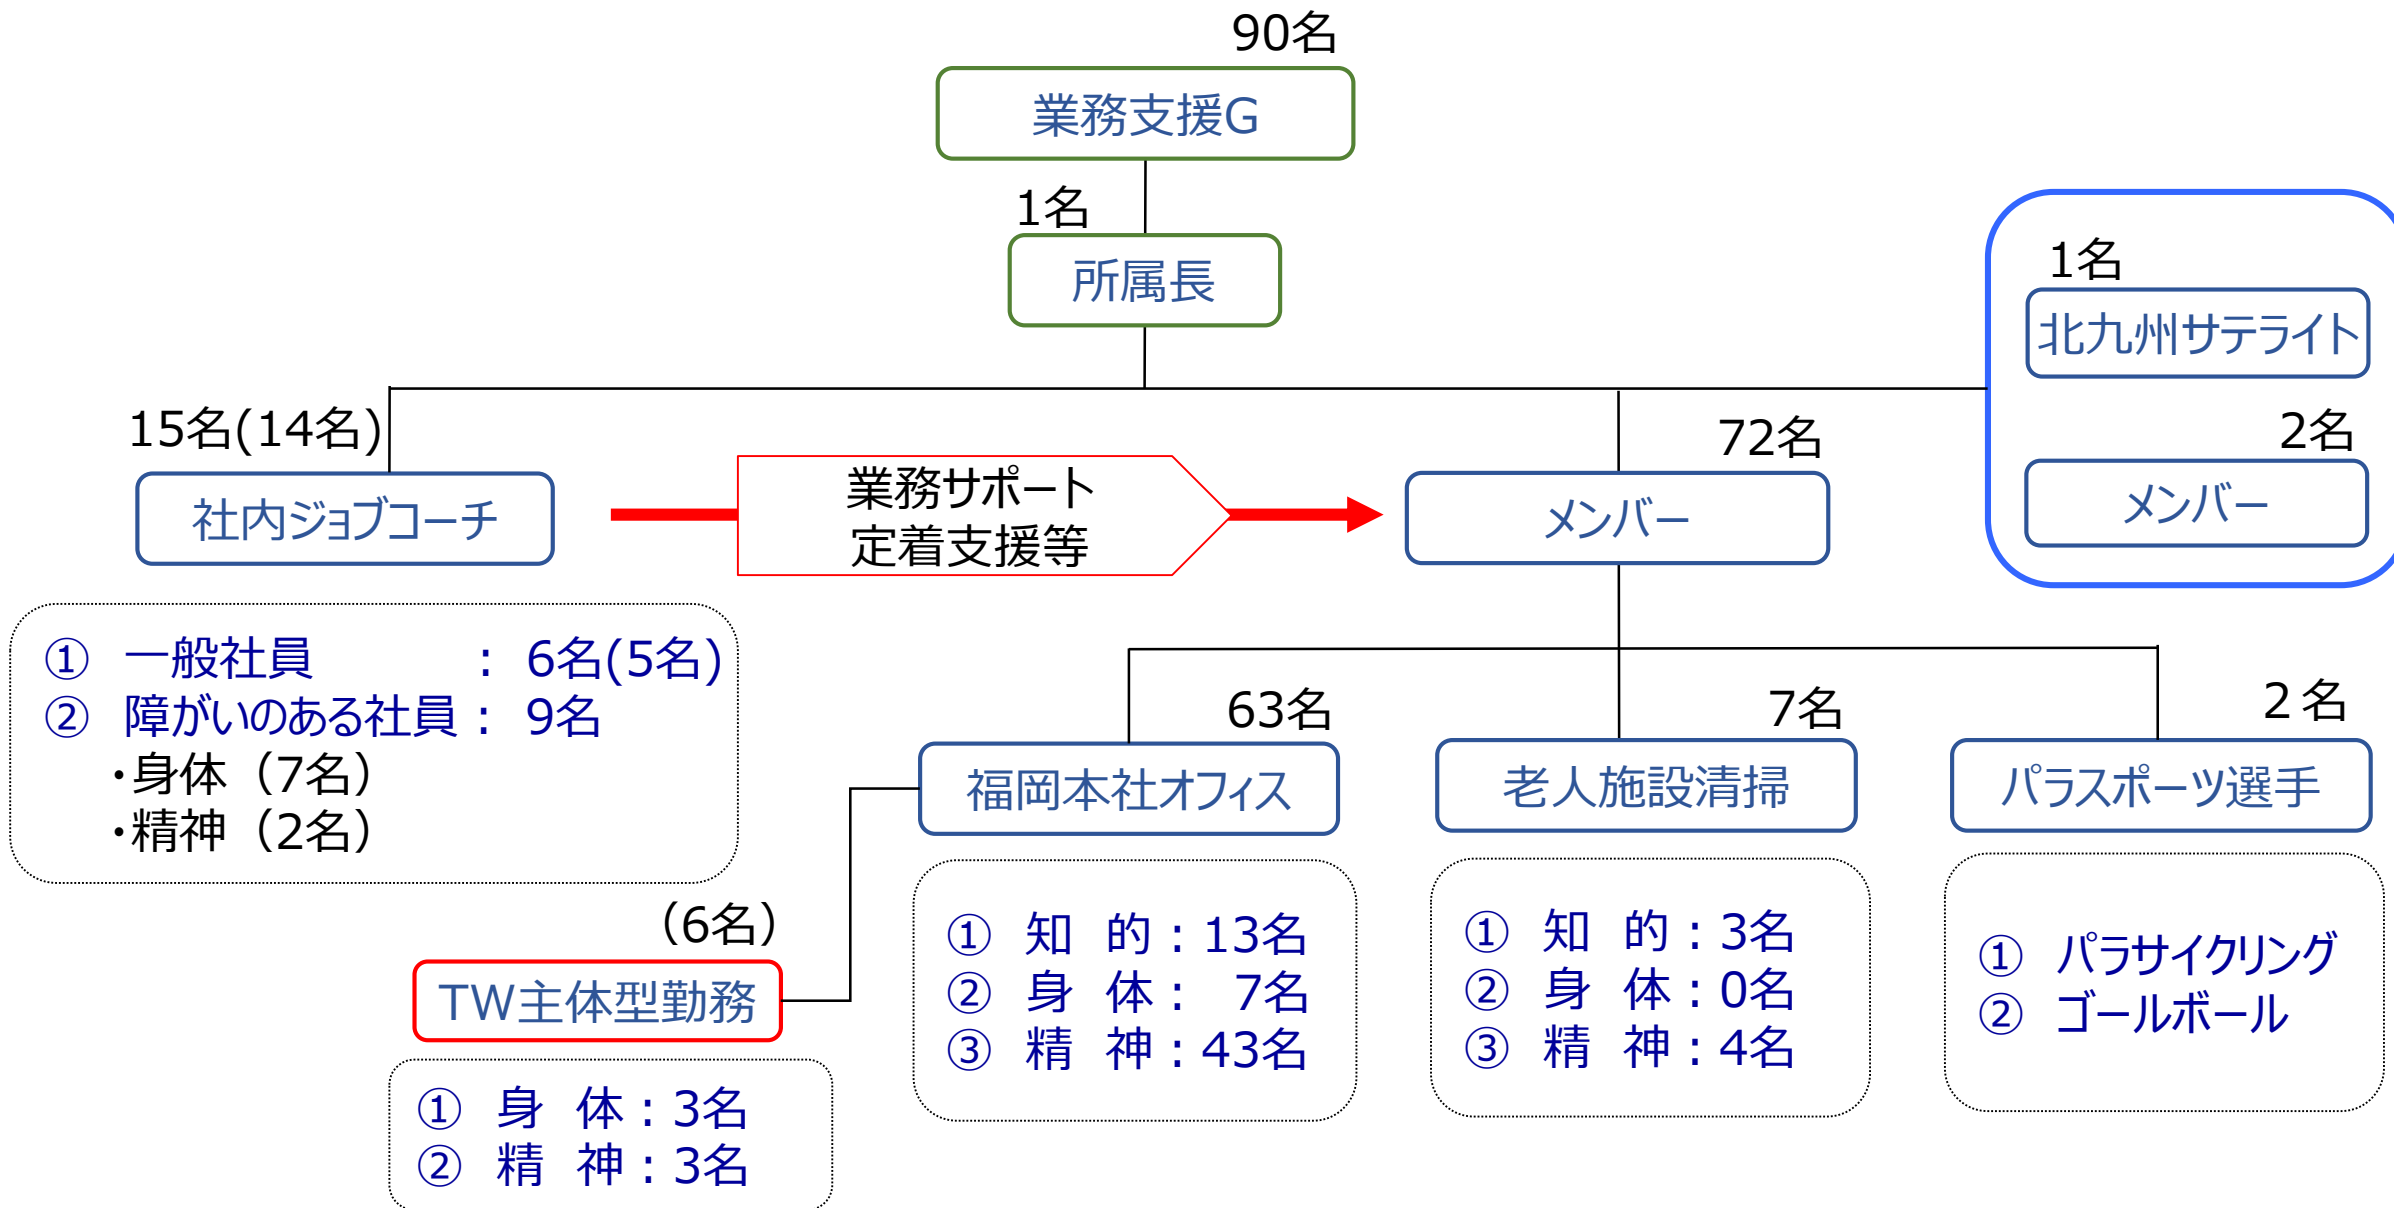 90名
業務支援G
1名
所属長
1名
北九州サテライト
2名
メンバー
15名(14名)
社内ジョブコーチ
業務サポート
定着支援等
72名
メンバー
① 一般社員 : 6名(5名)
② 障がいのある社員 : 9名
・身体（7名）
・精神（2名）
63名
福岡本社オフィス
① 知 的：13名
② 身 体： 7名
③ 精 神：43名
7名
老人施設清掃
① 知 的：3名
② 身 体：0名
③ 精 神：4名
２名
パラスポーツ選手
① パラサイクリング
② ゴールボール
（6名）
TW主体型勤務
① 身 体：3名
② 精 神：3名